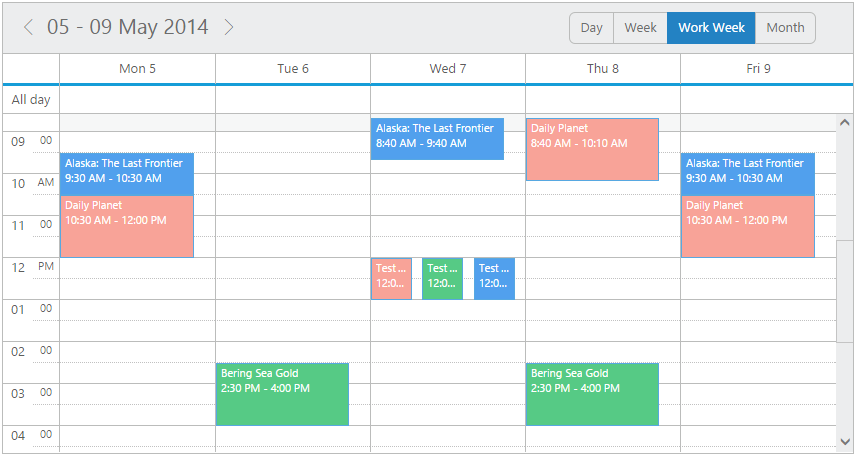 05 - 09 May 2014
Day Week Work Week Month
Mon 5 Tue 6 Wed 7 Thu 8 Fri 9
All day
09 00
10 AM
11 00
12 PM
01 00
02 00
03 00
04 00
Alaska: The Last Frontier
9:30 AM - 10:30 AM
Daily Planet
10:30 AM - 12:00 PM
Bering Sea Gold
2:30 PM - 4:00 PM
Alaska: The Last Frontier
8:40 AM - 9:40 AM
Test ...
12:0...
Test ...
12:0...
Test ...
12:0...
Daily Planet
8:40 AM - 10:10 AM
Bering Sea Gold
2:30 PM - 4:00 PM
Alaska: The Last Frontier
9:30 AM - 10:30 AM
Daily Planet
10:30 AM - 12:00 PM